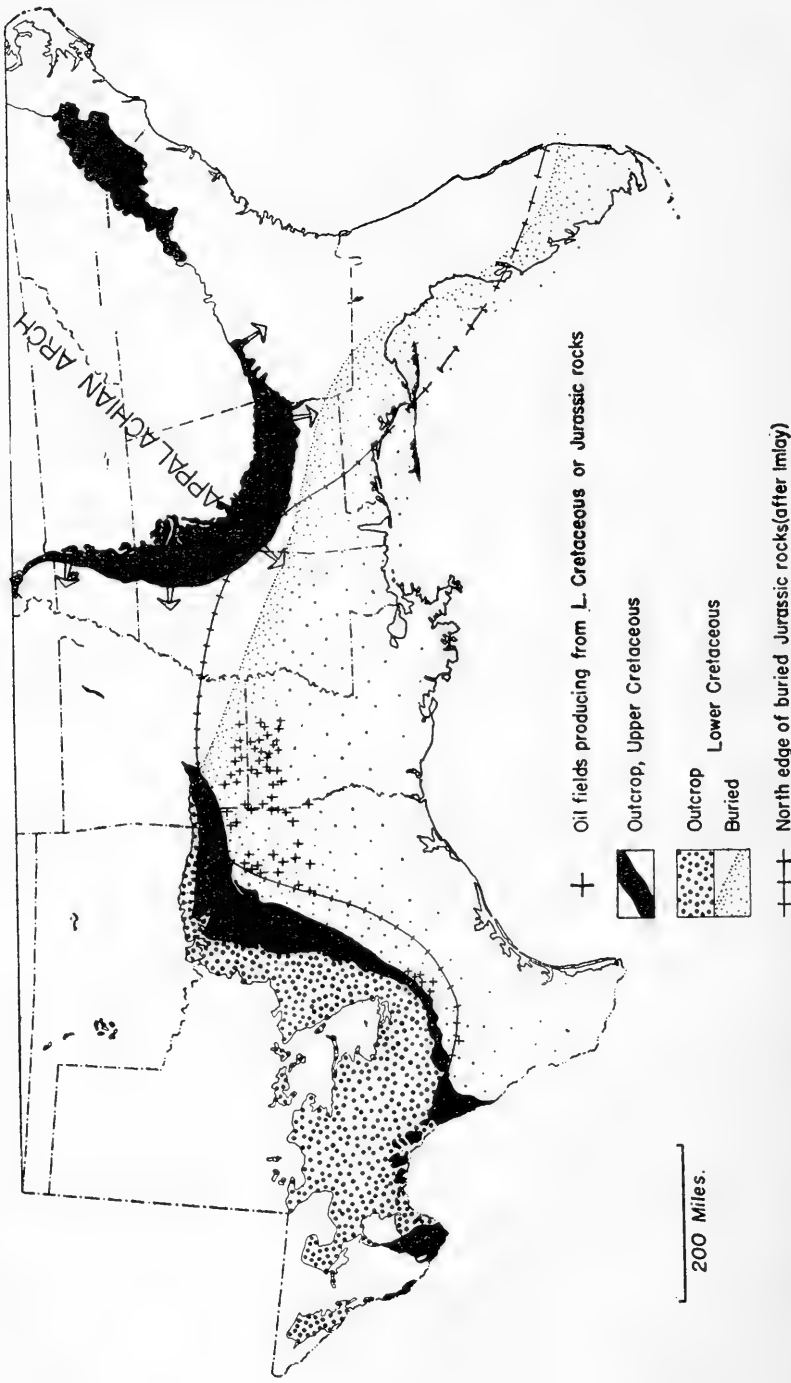 APPALACHIAN ARCH
Oil fields producing from L. Cretaceous or Jurassic rocks
Outcrop, Upper Cretaceous
Outcrop
Lower Cretaceous
Buried
North edge of buried Jurassic rocks(after Imlay)
200 Miles.